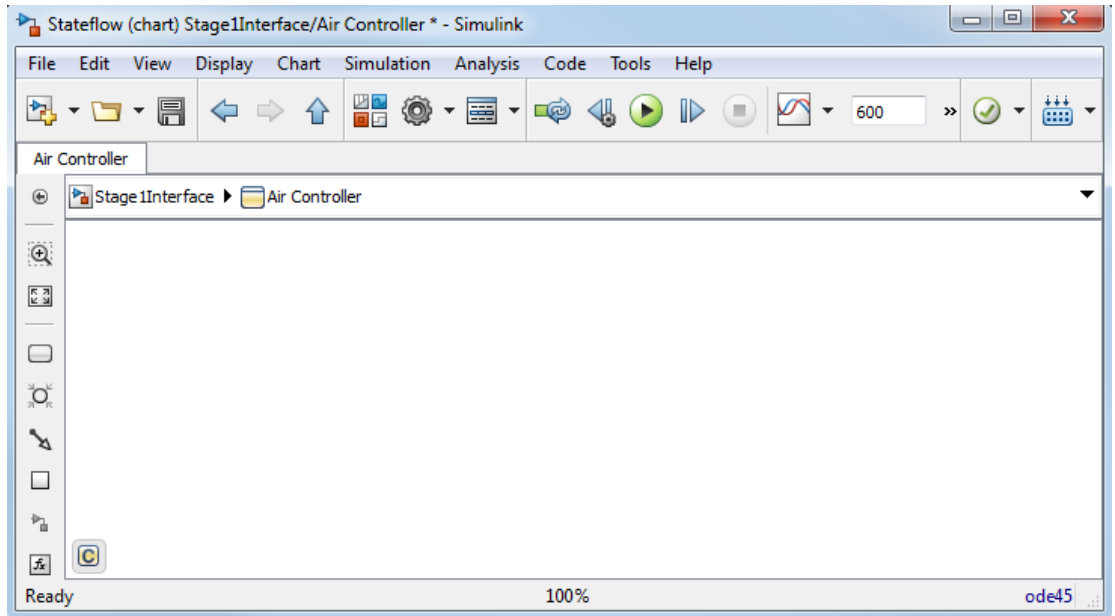 Stateflow (chart) Stage1Interface/Air Controller * - Simulink
File Edit View Display Chart Simulation Analysis Code Tools Help
600 »
Air Controller
Stage1Interface Air Controller
fx
C
Ready 100% ode45